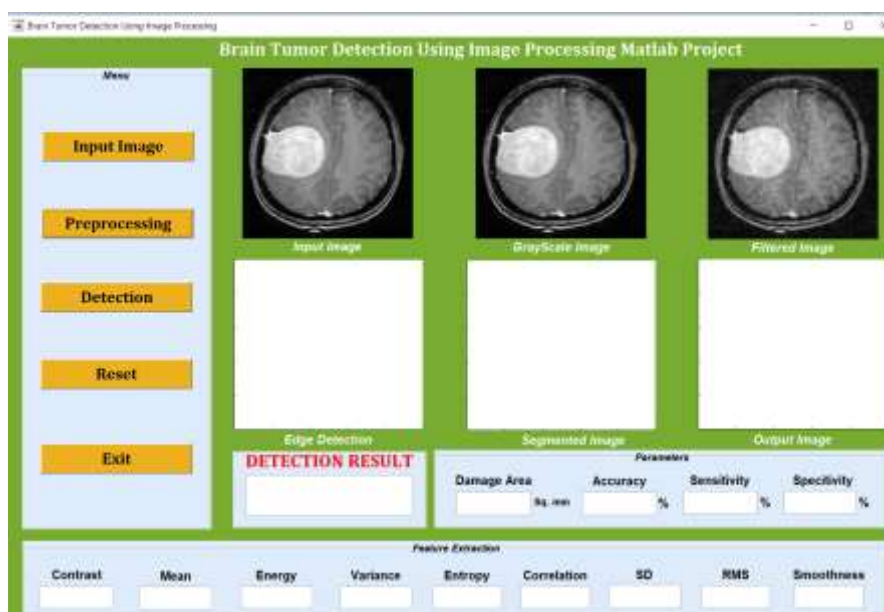 Brain Tumor Detection Using Image Processing
Brain Tumor Detection Using Image Processing Matlab Project
Menu
Input Image
Preprocessing
Detection
Reset
Exit
Input Image
GrayScale Image
Filtered Image
Edge Detection
Segmented Image
Output Image
DETECTION RESULT
Parameters
Damage Area
Accuracy
Sensitivity
Specitivity
Sq. mm
%
%
%
Feature Extraction
Contrast
Mean
Energy
Variance
Entropy
Correlation
SD
RMS
Smoothness